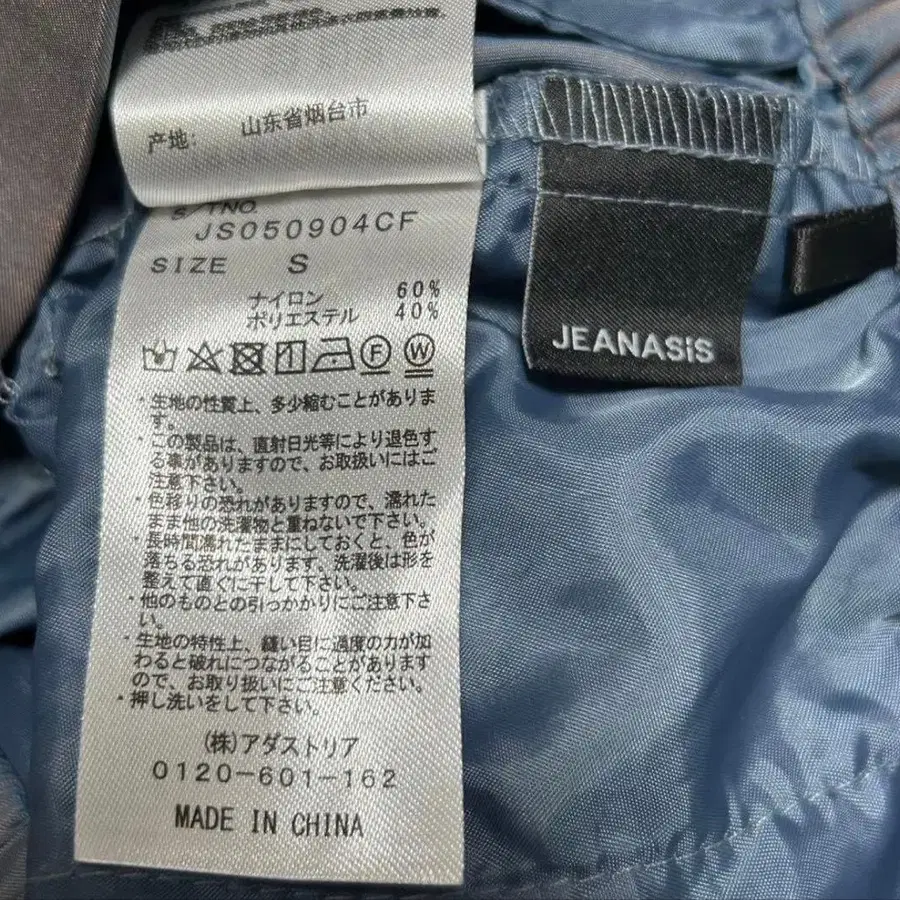 产地: 山东省烟台市
S/TNO.
JS050904CF
SIZE S
ナイロン 60%
ポリエステル 40%
F W
・生地の性質上、多少縮むことがありま
す。
・この製品は、直射日光等により退色す
る事がありますので、お取扱いにはご
注意下さい。
・色移りの恐れがありますので、濡れた
まま他の洗濯物と重ねないで下さい。
・長時間濡れたままにしておくと、色が
落ちる恐れがあります、洗濯後は形を
整えて直ぐに干して下さい。
・他のものとの引っかかりにご注意下さ
い。
・生地の特性上、縫い目に過度の力が加
わると破れにつながることがあります
ので、お取り扱いにご注意ください。
・押し洗いをして下さい。
(株)アダストリア
0120-601-162
MADE IN CHINA
JEANASiS